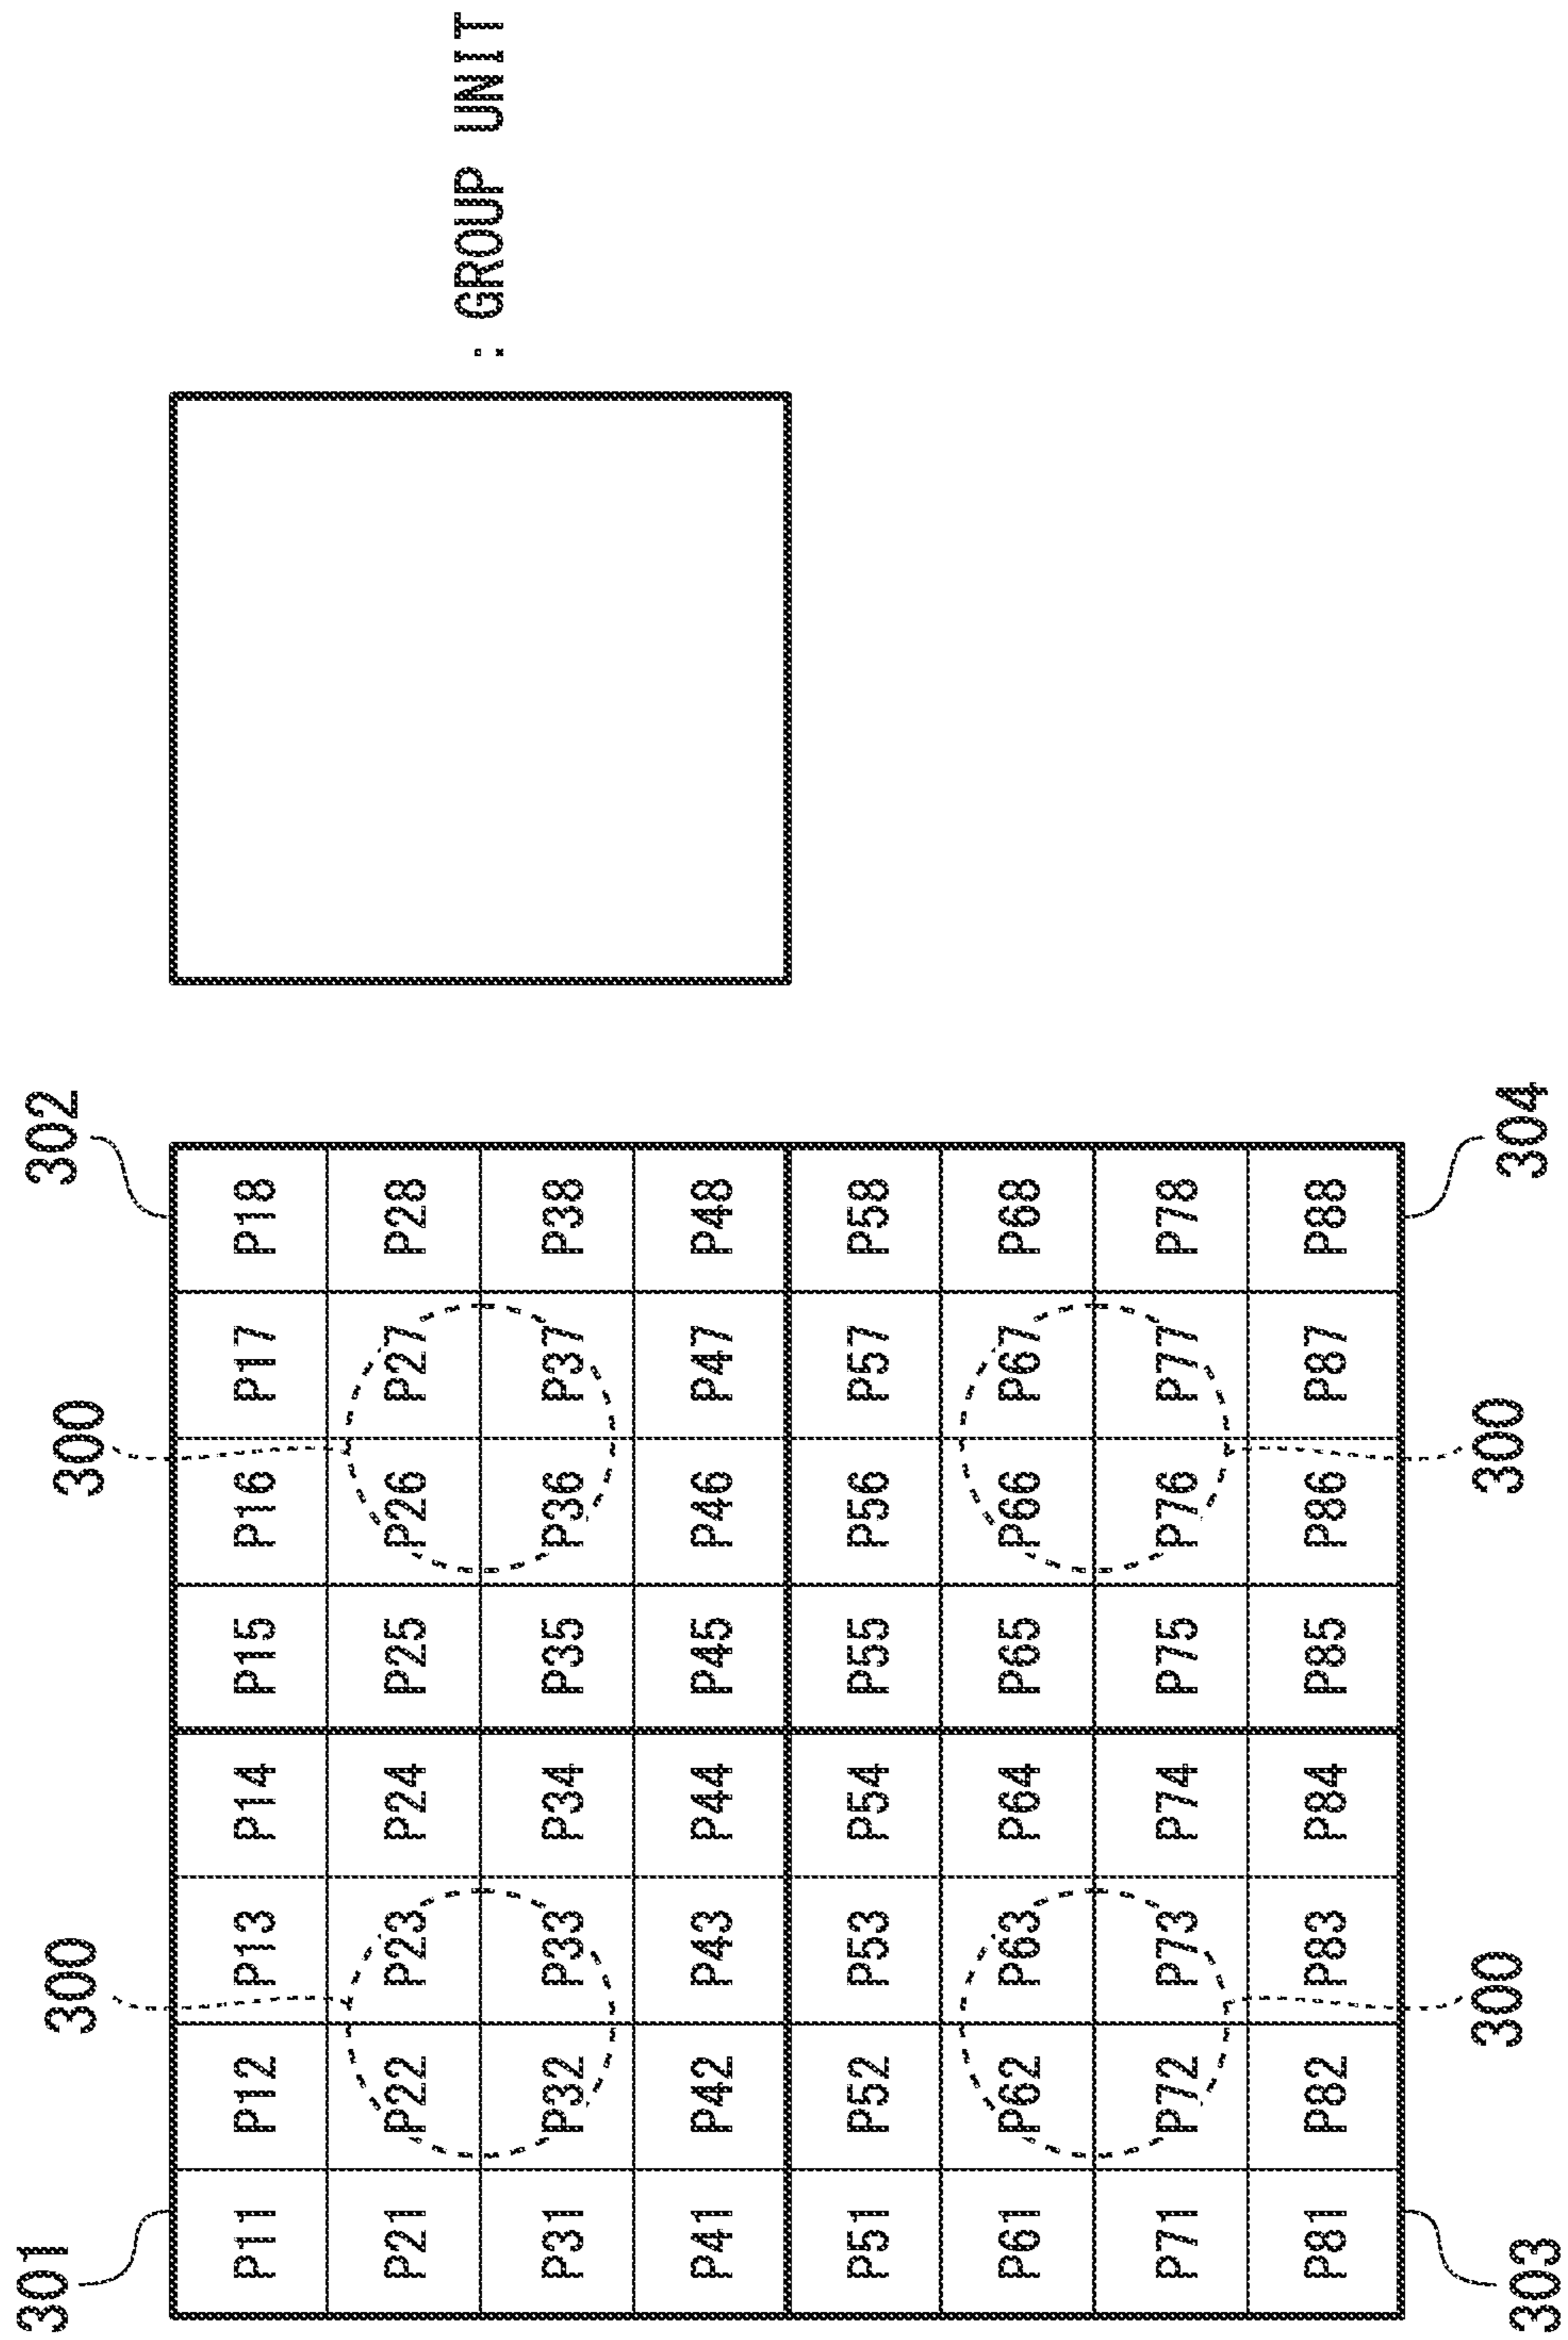 301 300 300 302
P11 P12 P13 P14 P15 P16 P17 P18
P21 P22 P23 P24 P25 P26 P27 P28
P31 P32 P33 P34 P35 P36 P37 P38
P41 P42 P43 P44 P45 P46 P47 P48
P51 P52 P53 P54 P55 P56 P57 P58
P61 P62 P63 P64 P65 P66 P67 P68
P71 P72 P73 P74 P75 P76 P77 P78
P81 P82 P83 P84 P85 P86 P87 P88
303 300 300 304
: GROUP UNIT